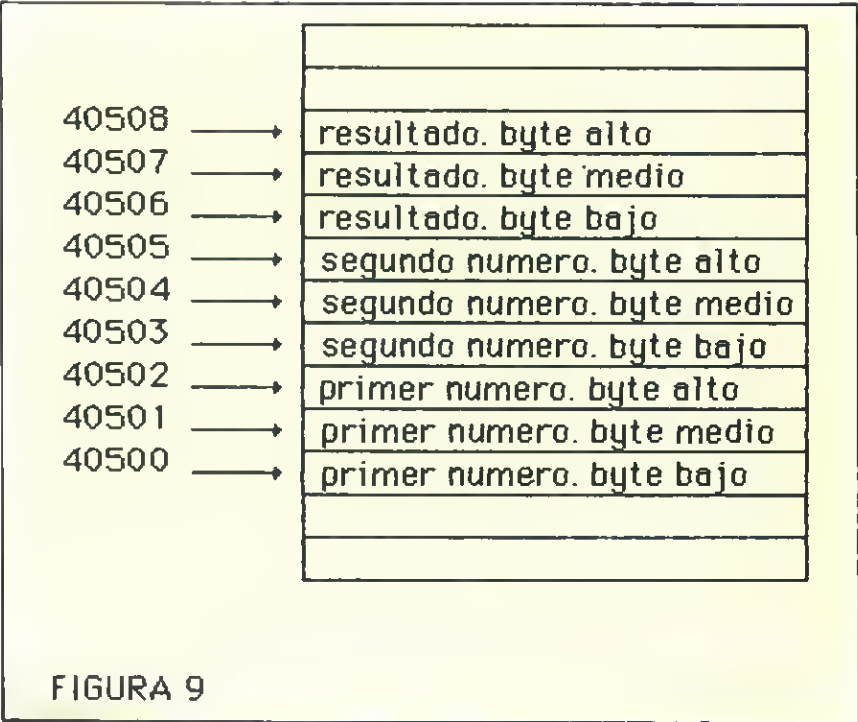 40508 resultado. byte alto
40507 resultado. byte medio
40506 resultado. byte bajo
40505 segundo numero. byte alto
40504 segundo numero. byte medio
40503 segundo numero. byte bajo
40502 primer numero. byte alto
40501 primer numero. byte medio
40500 primer numero. byte bajo
FIGURA 9